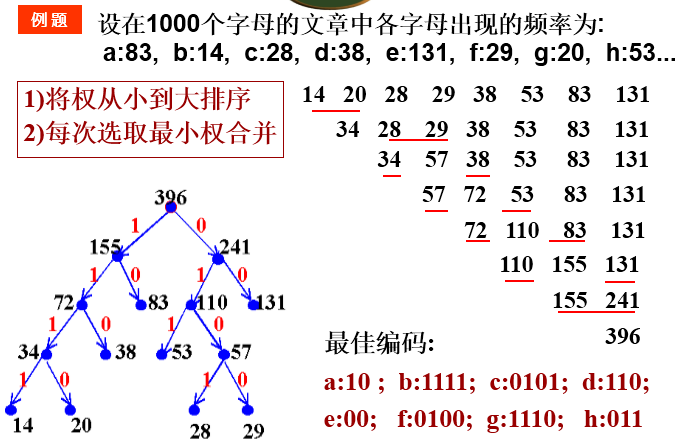 例 题
设在1000个字母的文章中各字母出现的频率为:
a:83, b:14, c:28, d:38, e:131, f:29, g:20, h:53...
1)将权从小到大排序
2)每次选取最小权合并
14 20 28 29 38 53 83 131
34 28 29 38 53 83 131
34 57 38 53 83 131
57 72 53 83 131
72 110 83 131
110 155 131
155 241
396
396
1 0
155 241
1 0 1 0
72 83 110 131
1 0 1 0
34 38 53 57
1 0 1 0
14 20 28 29
最佳编码:
a:10 ; b:1111; c:0101; d:110;
e:00; f:0100; g:1110; h:011